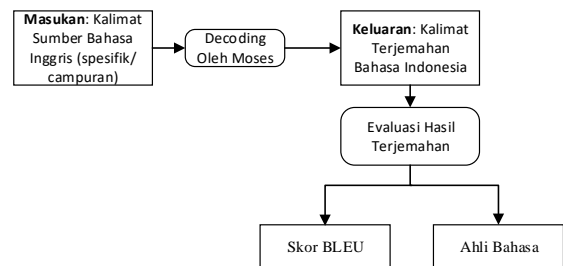 Masukan: Kalimat
Sumber Bahasa
Inggris (spesifik/
campuran)
Decoding
Oleh Moses
Keluaran: Kalimat
Terjemahan
Bahasa Indonesia
Evaluasi Hasil
Terjemahan
Skor BLEU
Ahli Bahasa